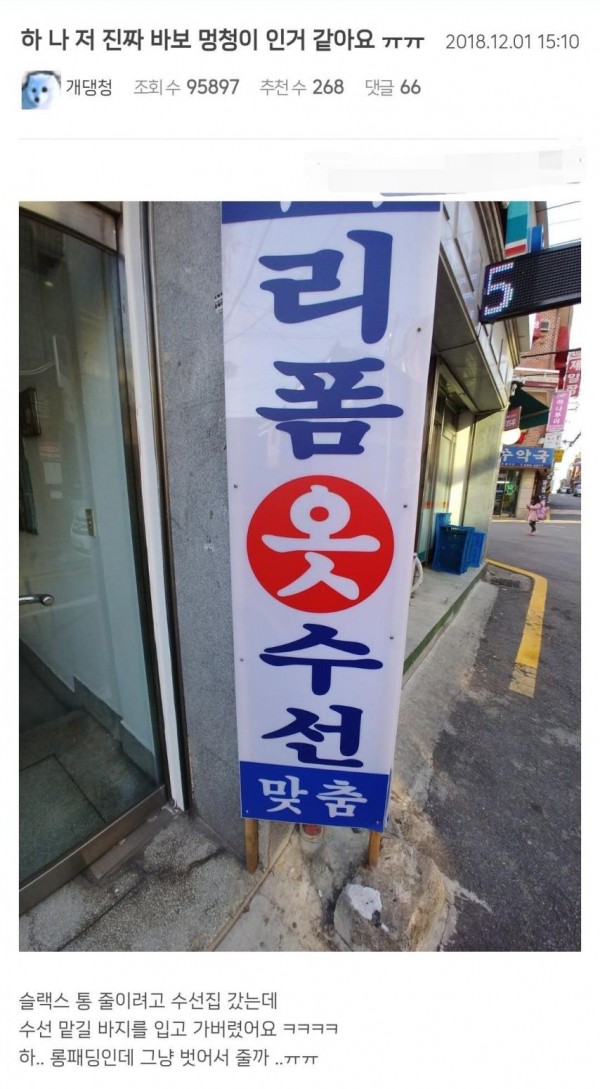 하 나 저 진짜 바보 멍청이 인거 같아요 ㅠㅠ 2018.12.01 15:10
개댕청 조회수 95897 추천수 268 댓글 66
리폼
옷
수선
맞춤
5
수약국
슬랙스 통 줄이려고 수선집 갔는데
수선 맡길 바지를 입고 가버렸어요 ㅋㅋㅋㅋ
하.. 롱패딩인데 그냥 벗어서 줄까 ..ㅠㅠ